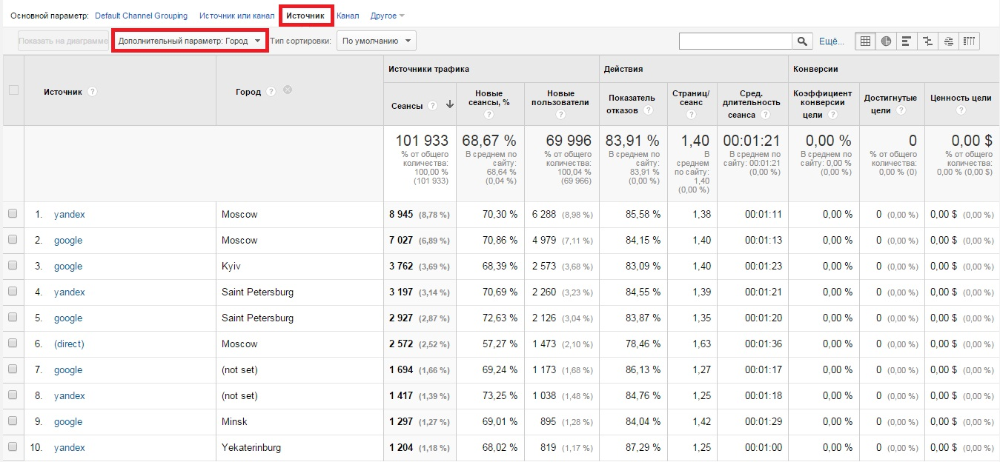 Основной параметр: Default Channel Grouping Источник или канал Источник Канал Другое
Показать на диаграмме Дополнительный параметр: Город Тип сортировки: По умолчанию Ещё...
Источники трафика Действия Конверсии
Источник ? Город ? Сеансы ? Новые сеансы, % ? Новые пользователи ? Показатель отказов ? Страниц/сеанс ? Сред. длительность сеанса ? Коэффициент конверсии цели ? Достигнутые цели ? Ценность цели ?
101 933 68,67 % 69 996 83,91 % 1,40 00:01:21 0,00 % 0 0,00 $
% от общего количества: 100,00 % (101 933) В среднем по сайту: 68,64 % (0,04 %) % от общего количества: 100,04 % (69 966) В среднем по сайту: 83,91 % (0,00 %) В среднем по сайту: 1,40 (0,00 %) В среднем по сайту: 00:01:21 (0,00 %) В среднем по сайту: 0,00 % (0,00 %) % от общего количества: 0,00 % (0) % от общего количества: 0,00 % (0,00 $)
1. yandex Moscow 8 945 (8,78 %) 70,30 % 6 288 (8,98 %) 85,58 % 1,38 00:01:11 0,00 % 0 (0,00 %) 0,00 $ (0,00 %)
2. google Moscow 7 027 (6,89 %) 70,86 % 4 979 (7,11 %) 84,15 % 1,40 00:01:13 0,00 % 0 (0,00 %) 0,00 $ (0,00 %)
3. google Kyiv 3 762 (3,69 %) 68,39 % 2 573 (3,68 %) 83,09 % 1,40 00:01:23 0,00 % 0 (0,00 %) 0,00 $ (0,00 %)
4. yandex Saint Petersburg 3 197 (3,14 %) 70,69 % 2 260 (3,23 %) 84,55 % 1,39 00:01:21 0,00 % 0 (0,00 %) 0,00 $ (0,00 %)
5. google Saint Petersburg 2 927 (2,87 %) 72,63 % 2 126 (3,04 %) 83,87 % 1,35 00:01:20 0,00 % 0 (0,00 %) 0,00 $ (0,00 %)
6. (direct) Moscow 2 572 (2,52 %) 57,27 % 1 473 (2,10 %) 78,46 % 1,63 00:01:36 0,00 % 0 (0,00 %) 0,00 $ (0,00 %)
7. google (not set) 1 694 (1,66 %) 69,24 % 1 173 (1,68 %) 86,13 % 1,27 00:01:17 0,00 % 0 (0,00 %) 0,00 $ (0,00 %)
8. yandex (not set) 1 417 (1,39 %) 73,25 % 1 038 (1,48 %) 84,76 % 1,25 00:01:18 0,00 % 0 (0,00 %) 0,00 $ (0,00 %)
9. google Minsk 1 297 (1,27 %) 69,01 % 895 (1,28 %) 84,04 % 1,42 00:01:29 0,00 % 0 (0,00 %) 0,00 $ (0,00 %)
10. yandex Yekaterinburg 1 204 (1,18 %) 68,02 % 819 (1,17 %) 87,29 % 1,25 00:01:00 0,00 % 0 (0,00 %) 0,00 $ (0,00 %)